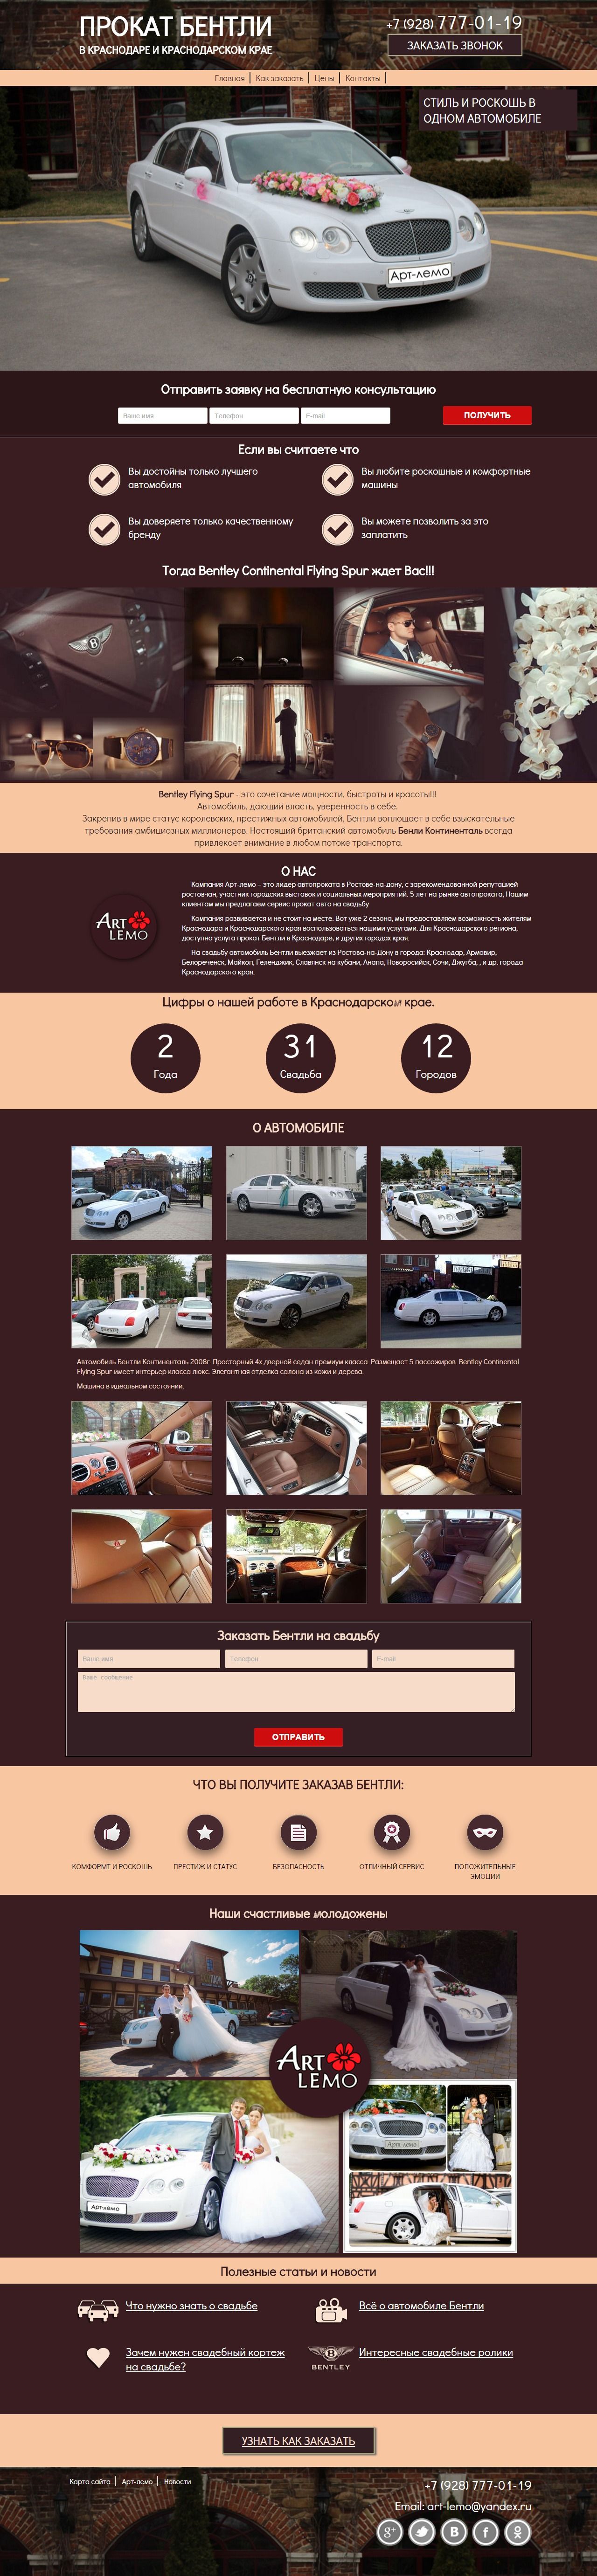 ПРОКАТ БЕНТЛИ
В КРАСНОДАРЕ И КРАСНОДАРСКОМ КРАЕ
+7 (928) 777-01-19
ЗАКАЗАТЬ ЗВОНОК
Главная
Как заказать
Цены
Контакты
СТИЛЬ И РОСКОШЬ В
ОДНОМ АВТОМОБИЛЕ
Арт-лемо
Отправить заявку на бесплатную консультацию
Ваше имя
Телефон
E-mail
ПОЛУЧИТЬ
Если вы считаете что
Вы достойны только лучшего
автомобиля
Вы любите роскошные и комфортные
машины
Вы доверяете только качественному
бренду
Вы можете позволить за это
заплатить
Тогда Bentley Continental Flying Spur ждет Вас!!!
Bentley Flying Spur - это сочетание мощности, быстроты и красоты!!!
Автомобиль, дающий власть, уверенность в себе.
Закрепив в мире статус королевских, престижных автомобилей, Бентли воплощает в себе взыскательные
требования амбициозных миллионеров. Настоящий британский автомобиль Бенли Континенталь всегда
привлекает внимание в любом потоке транспорта.
О НАС
ART
LEMO
Компания Арт-лемо – это лидер автопроката в Ростове-на-дону, с зарекомендованной репутацией
ростовчан, участник городских выставок и социальных мероприятий. 5 лет на рынке автопроката, Нашим
клиентам мы предлагаем сервис прокат авто на свадьбу
Компания развивается и не стоит на месте. Вот уже 2 сезона, мы предоставляем возможность жителям
Краснодара и Краснодарского края воспользоваться нашими услугами. Для Краснодарского региона,
доступна услуга прокат Бентли в Краснодаре, и других городах края.
На свадьбу автомобиль Бентли выезжает из Ростова-на-Дону в города: Краснодар, Армавир,
Белореченск, Майкоп, Геленджик, Славянск на кубани, Анапа, Новоросийск, Сочи, Джугба, , и др. города
Краснодарского края.
Цифры о нашей работе в Краснодарском крае.
2
Года
31
Свадьба
12
Городов
О АВТОМОБИЛЕ
Автомобиль Бентли Континенталь 2008г. Просторный 4х дверной седан премиум класса. Размещает 5 пассажиров. Bentley Continental
Flying Spur имеет интерьер класса люкс. Элегантная отделка салона из кожи и дерева.
Машина в идеальном состоянии.
Заказать Бентли на свадьбу
Ваше имя
Телефон
E-mail
Ваше сообщение
ОТПРАВИТЬ
ЧТО ВЫ ПОЛУЧИТЕ ЗАКАЗАВ БЕНТЛИ:
КОМФОРМТ И РОСКОШЬ
ПРЕСТИЖ И СТАТУС
БЕЗОПАСНОСТЬ
ОТЛИЧНЫЙ СЕРВИС
ПОЛОЖИТЕЛЬНЫЕ
ЭМОЦИИ
Наши счастливые молодожены
ART
LEMO
Арт-лемо
Арт-лемо
Полезные статьи и новости
Что нужно знать о свадьбе
Всё о автомобиле Бентли
Зачем нужен свадебный кортеж
на свадьбе?
BENTLEY
Интересные свадебные ролики
УЗНАТЬ КАК ЗАКАЗАТЬ
Карта сайта
Арт-лемо
Новости
+7 (928) 777-01-19
Email: art-lemo@yandex.ru